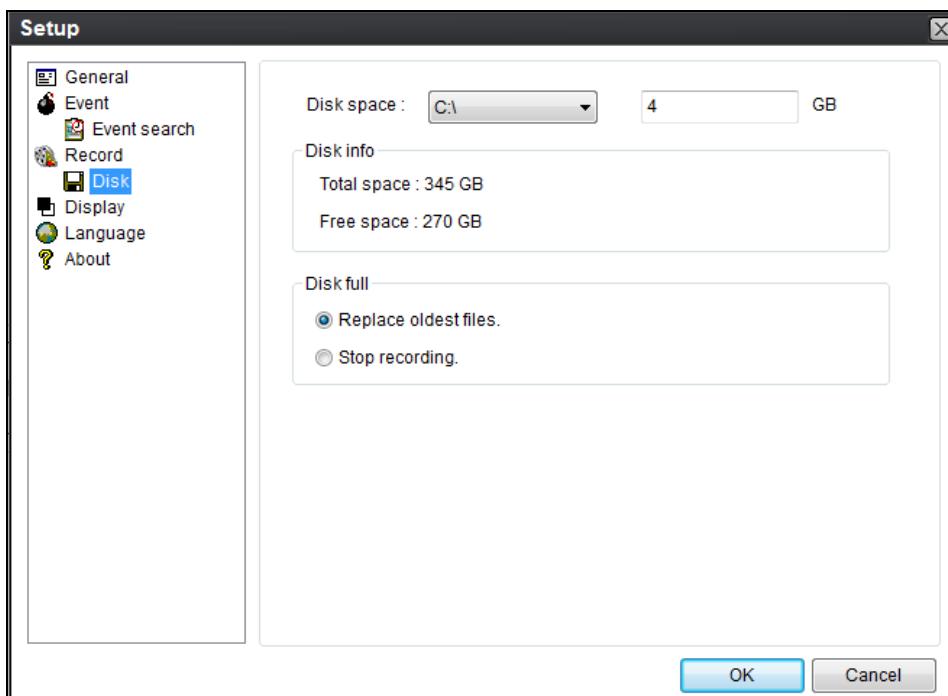 Setup
General
Event
Event search
Record
Disk
Display
Language
About
Disk space : C:\ 4 GB
Disk info
Total space : 345 GB
Free space : 270 GB
Disk full
Replace oldest files.
Stop recording.
OK Cancel